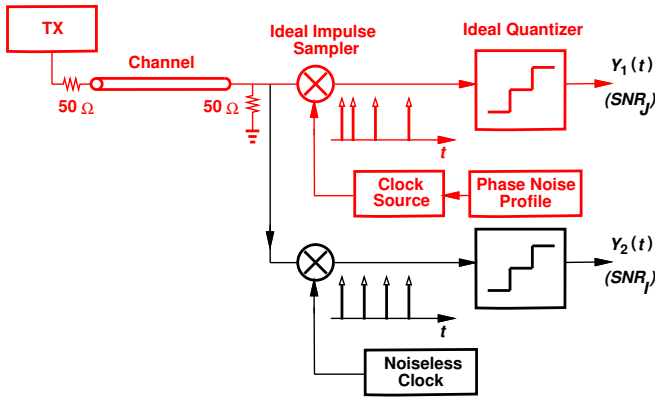 TX
Channel
50 Ω
50 Ω
Ideal Impulse
Sampler
Ideal Quantizer
Y1(t)
(SNRJ)
t
Clock
Source
Phase Noise
Profile
Y2(t)
(SNRI)
t
Noiseless
Clock